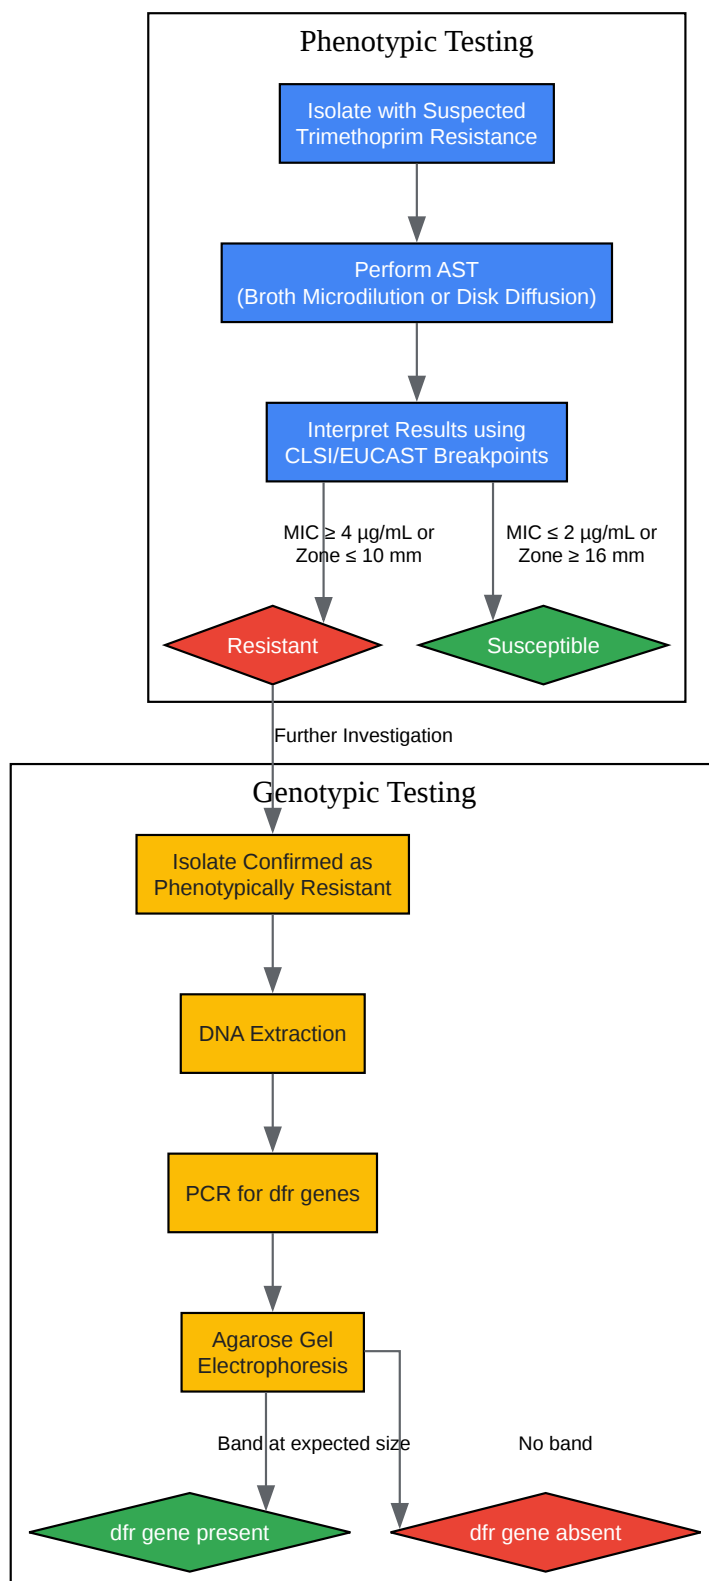 Phenotypic Testing
Isolate with Suspected
Trimethoprim Resistance
Perform AST
(Broth Microdilution or Disk Diffusion)
Interpret Results using
CLSI/EUCAST Breakpoints
MIC ≥ 4 µg/mL or
Zone ≤ 10 mm
MIC ≤ 2 µg/mL or
Zone ≥ 16 mm
Resistant
Susceptible
Further Investigation
Genotypic Testing
Isolate Confirmed as
Phenotypically Resistant
DNA Extraction
PCR for dfr genes
Agarose Gel
Electrophoresis
Band at expected size
No band
dfr gene present
dfr gene absent